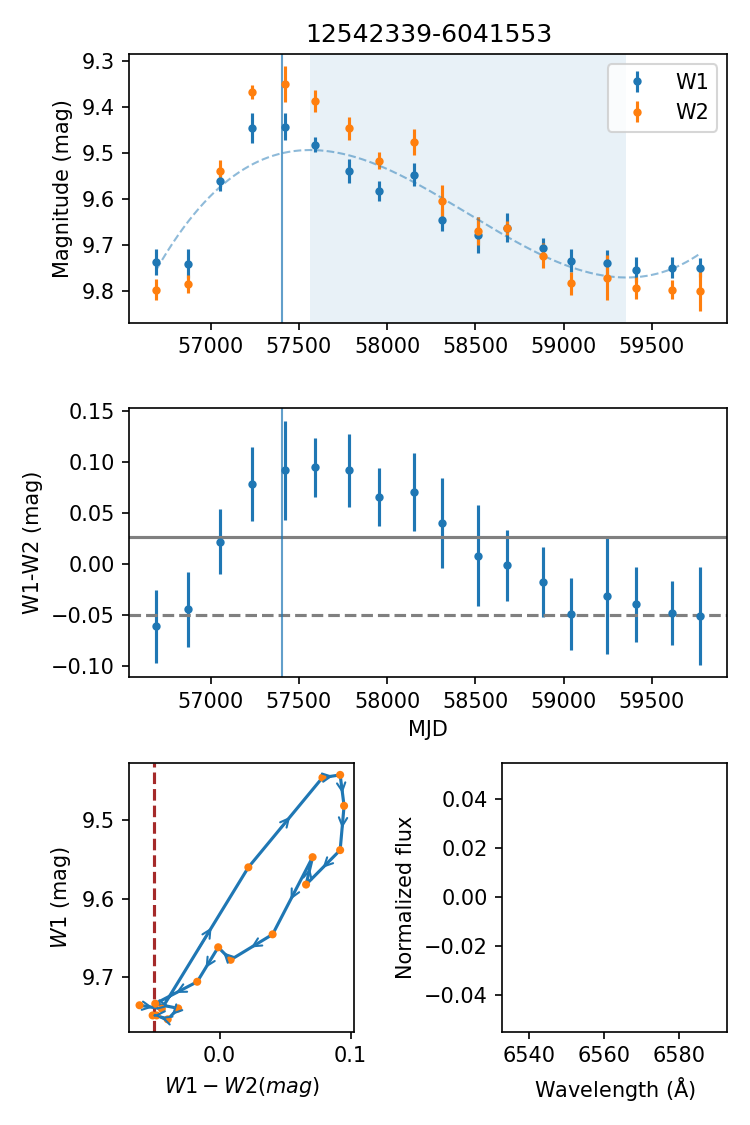 12542339-6041553
W1
W2
Magnitude (mag)
9.3
9.4
9.5
9.6
9.7
9.8
57000 57500 58000 58500 59000 59500
W1-W2 (mag)
0.15
0.10
0.05
0.00
−0.05
−0.10
57000 57500 58000 58500 59000 59500
MJD
W1 (mag)
9.5
9.6
9.7
0.0 0.1
W1 − W2(mag)
Normalized flux
0.04
0.02
0.00
−0.02
−0.04
6540 6560 6580
Wavelength (Å)